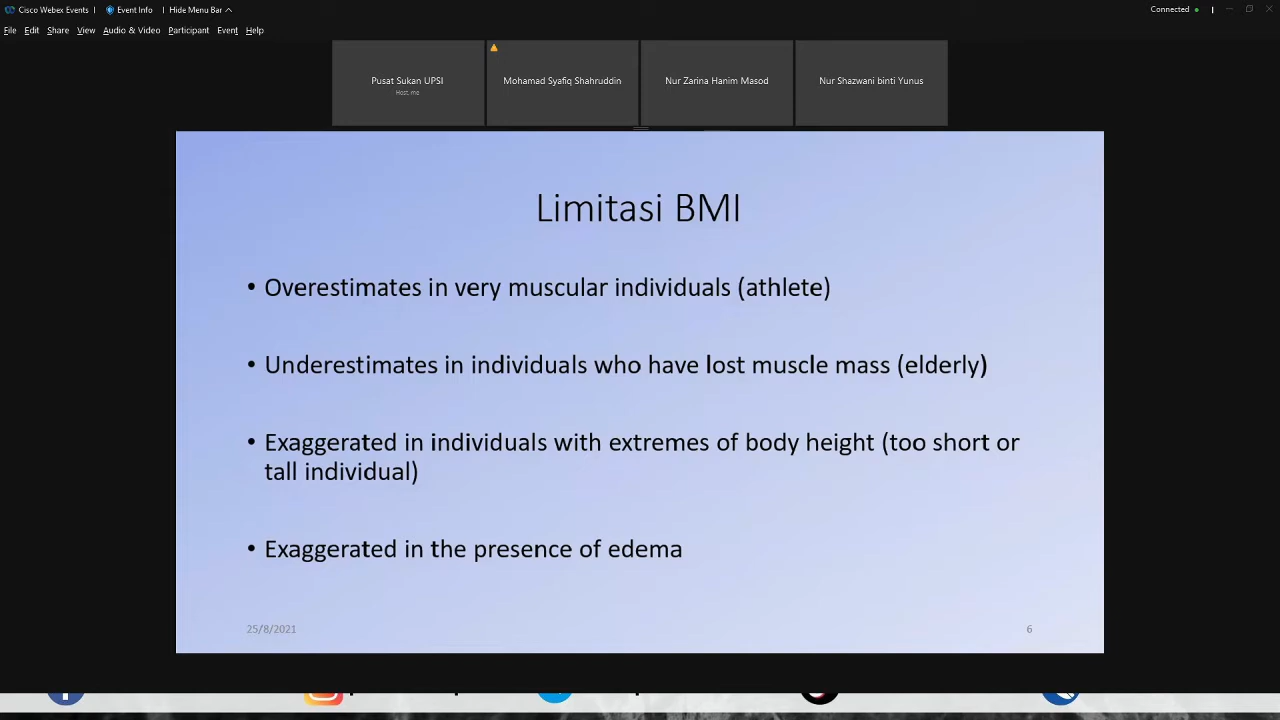 Cisco Webex Events
Event Info
Hide Menu Bar
Connected
File Edit Share View Audio & Video Participant Event Help
Pusat Sukan UPSI
Host, me
Mohamad Syafiq Shahruddin
Nur Zarina Hanim Masod
Nur Shazwani binti Yunus
Limitasi BMI
• Overestimates in very muscular individuals (athlete)
• Underestimates in individuals who have lost muscle mass (elderly)
• Exaggerated in individuals with extremes of body height (too short or
tall individual)
• Exaggerated in the presence of edema
25/8/2021
6